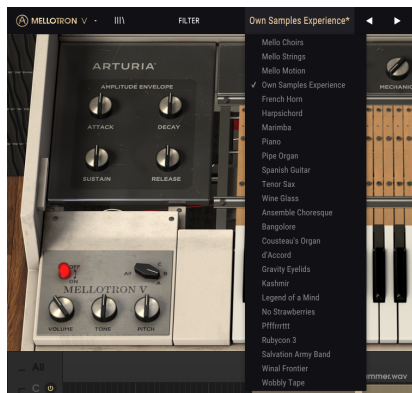 MELLOTRON V
FILTER
Own Samples Experience*
Mello Choirs
Mello Strings
Mello Motion
✓ Own Samples Experience
French Horn
Harpsichord
Marimba
Piano
Pipe Organ
Spanish Guitar
Tenor Sax
Wine Glass
Ansemble Choresque
Bangolore
Cousteau's Organ
d'Accord
Gravity Eyelids
Kashmir
Legend of a Mind
No Strawberries
Pfffrrrttt
Rubycon 3
Salvation Army Band
Winal Frontier
Wobbly Tape
ARTURIA
AMPLITUDE ENVELOPE
ATTACK
DECAY
SUSTAIN
RELEASE
MECHANIC
OFF
ON
All
C
B
A
MELLOTRON V
VOLUME
TONE
PITCH
All
C
mmer.wav